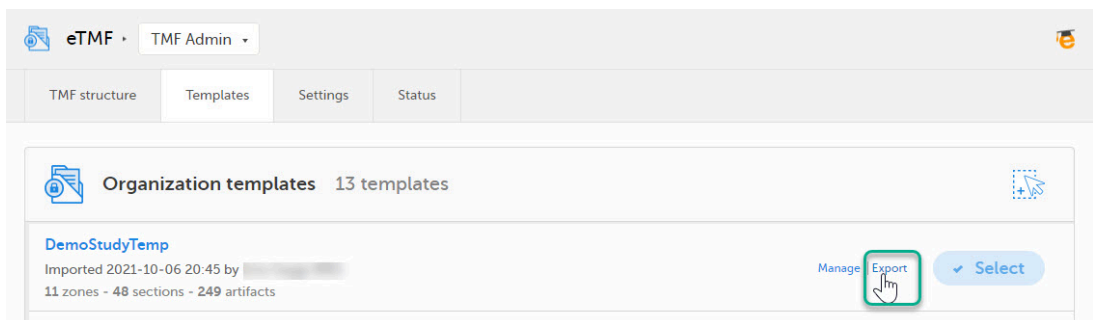 eTMF ‣ TMF Admin ▾
TMF structure Templates Settings Status
Organization templates 13 templates
DemoStudyTemp
Imported 2021-10-06 20:45 by
Manage Export Select
11 zones - 48 sections - 249 artifacts